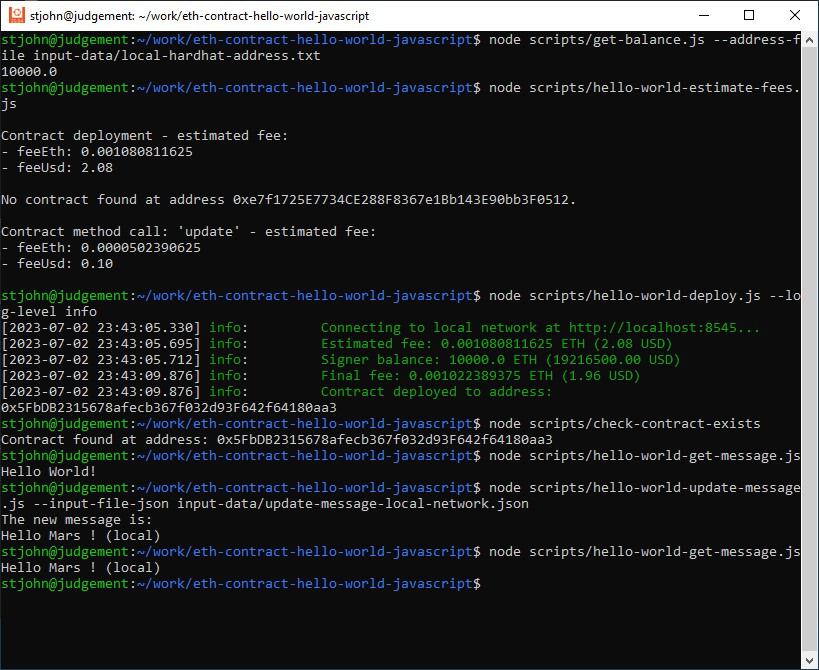 stjohn@judgement: ~/work/eth-contract-hello-world-javascript
stjohn@judgement:~/work/eth-contract-hello-world-javascript$ node scripts/get-balance.js --address-f
ile input-data/local-hardhat-address.txt
10000.0
stjohn@judgement:~/work/eth-contract-hello-world-javascript$ node scripts/hello-world-estimate-fees.
js
Contract deployment - estimated fee:
- feeEth: 0.001080811625
- feeUsd: 2.08
No contract found at address 0xe7f1725E7734CE288F8367e1Bb143E90bb3F0512.
Contract method call: 'update' - estimated fee:
- feeEth: 0.0000502390625
- feeUsd: 0.10
stjohn@judgement:~/work/eth-contract-hello-world-javascript$ node scripts/hello-world-deploy.js --lo
g-level info
[2023-07-02 23:43:05.330] info:         Connecting to local network at http://localhost:8545...
[2023-07-02 23:43:05.695] info:         Estimated fee: 0.001080811625 ETH (2.08 USD)
[2023-07-02 23:43:05.712] info:         Signer balance: 10000.0 ETH (19216500.00 USD)
[2023-07-02 23:43:09.876] info:         Final fee: 0.001022389375 ETH (1.96 USD)
[2023-07-02 23:43:09.876] info:         Contract deployed to address:
0x5FbDB2315678afecb367f032d93F642f64180aa3
stjohn@judgement:~/work/eth-contract-hello-world-javascript$ node scripts/check-contract-exists
Contract found at address: 0x5FbDB2315678afecb367f032d93F642f64180aa3
stjohn@judgement:~/work/eth-contract-hello-world-javascript$ node scripts/hello-world-get-message.js
Hello World!
stjohn@judgement:~/work/eth-contract-hello-world-javascript$ node scripts/hello-world-update-message
.js --input-file-json input-data/update-message-local-network.json
The new message is:
Hello Mars ! (local)
stjohn@judgement:~/work/eth-contract-hello-world-javascript$ node scripts/hello-world-get-message.js
Hello Mars ! (local)
stjohn@judgement:~/work/eth-contract-hello-world-javascript$